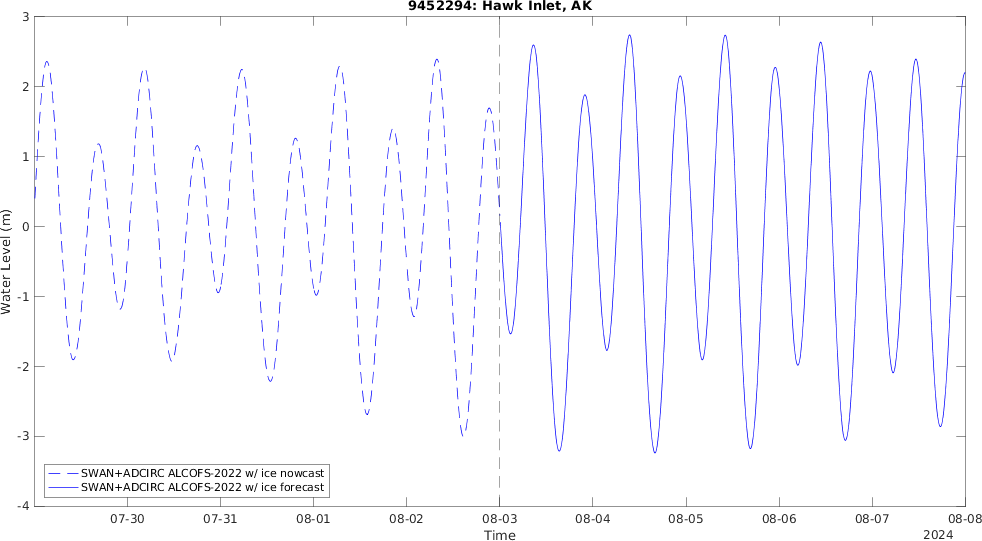 9452294: Hawk Inlet, AK
3
2
1
0
-1
-2
-3
-4
Water Level (m)
SWAN+ADCIRC ALCOFS-2022 w/ ice nowcast
SWAN+ADCIRC ALCOFS-2022 w/ ice forecast
07-30 07-31 08-01 08-02 08-03 08-04 08-05 08-06 08-07 08-08
Time
2024